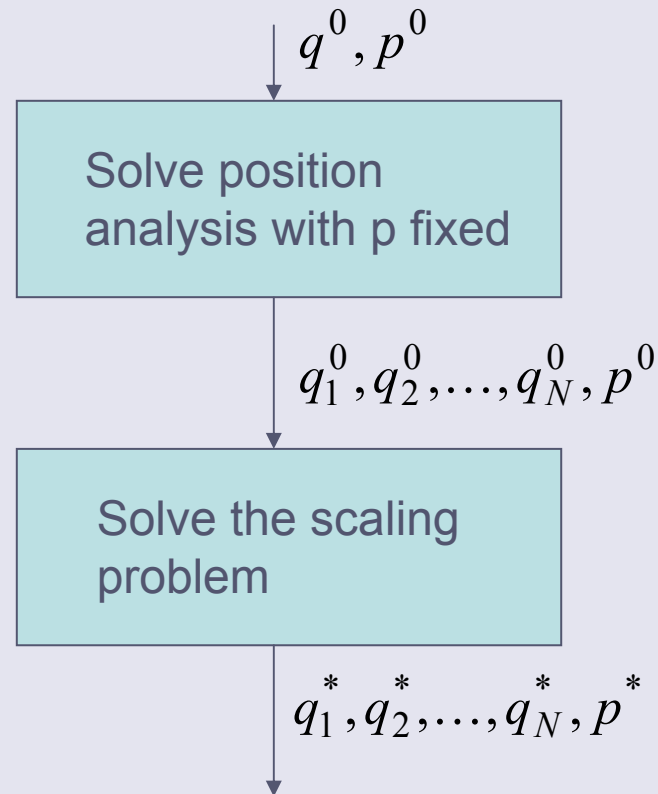 q^0, p^0
Solve position
analysis with p fixed
q_1^0, q_2^0, ..., q_N^0, p^0
Solve the scaling
problem
q_1^*, q_2^*, ..., q_N^*, p^*